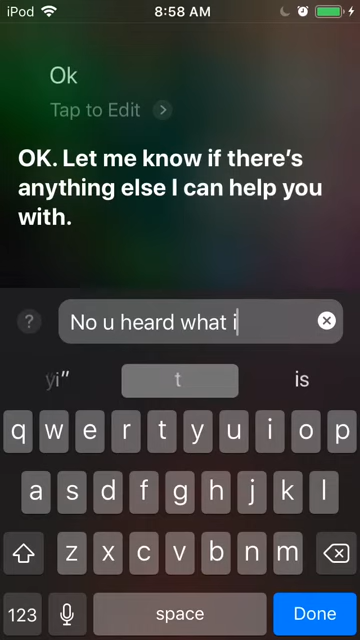 iPod 8:58 AM
Ok
Tap to Edit
OK. Let me know if there's
anything else I can help you
with.
? No u heard what i
t is
q w e r t y u i o p
a s d f g h j k l
z x c v b n m
123 space Done